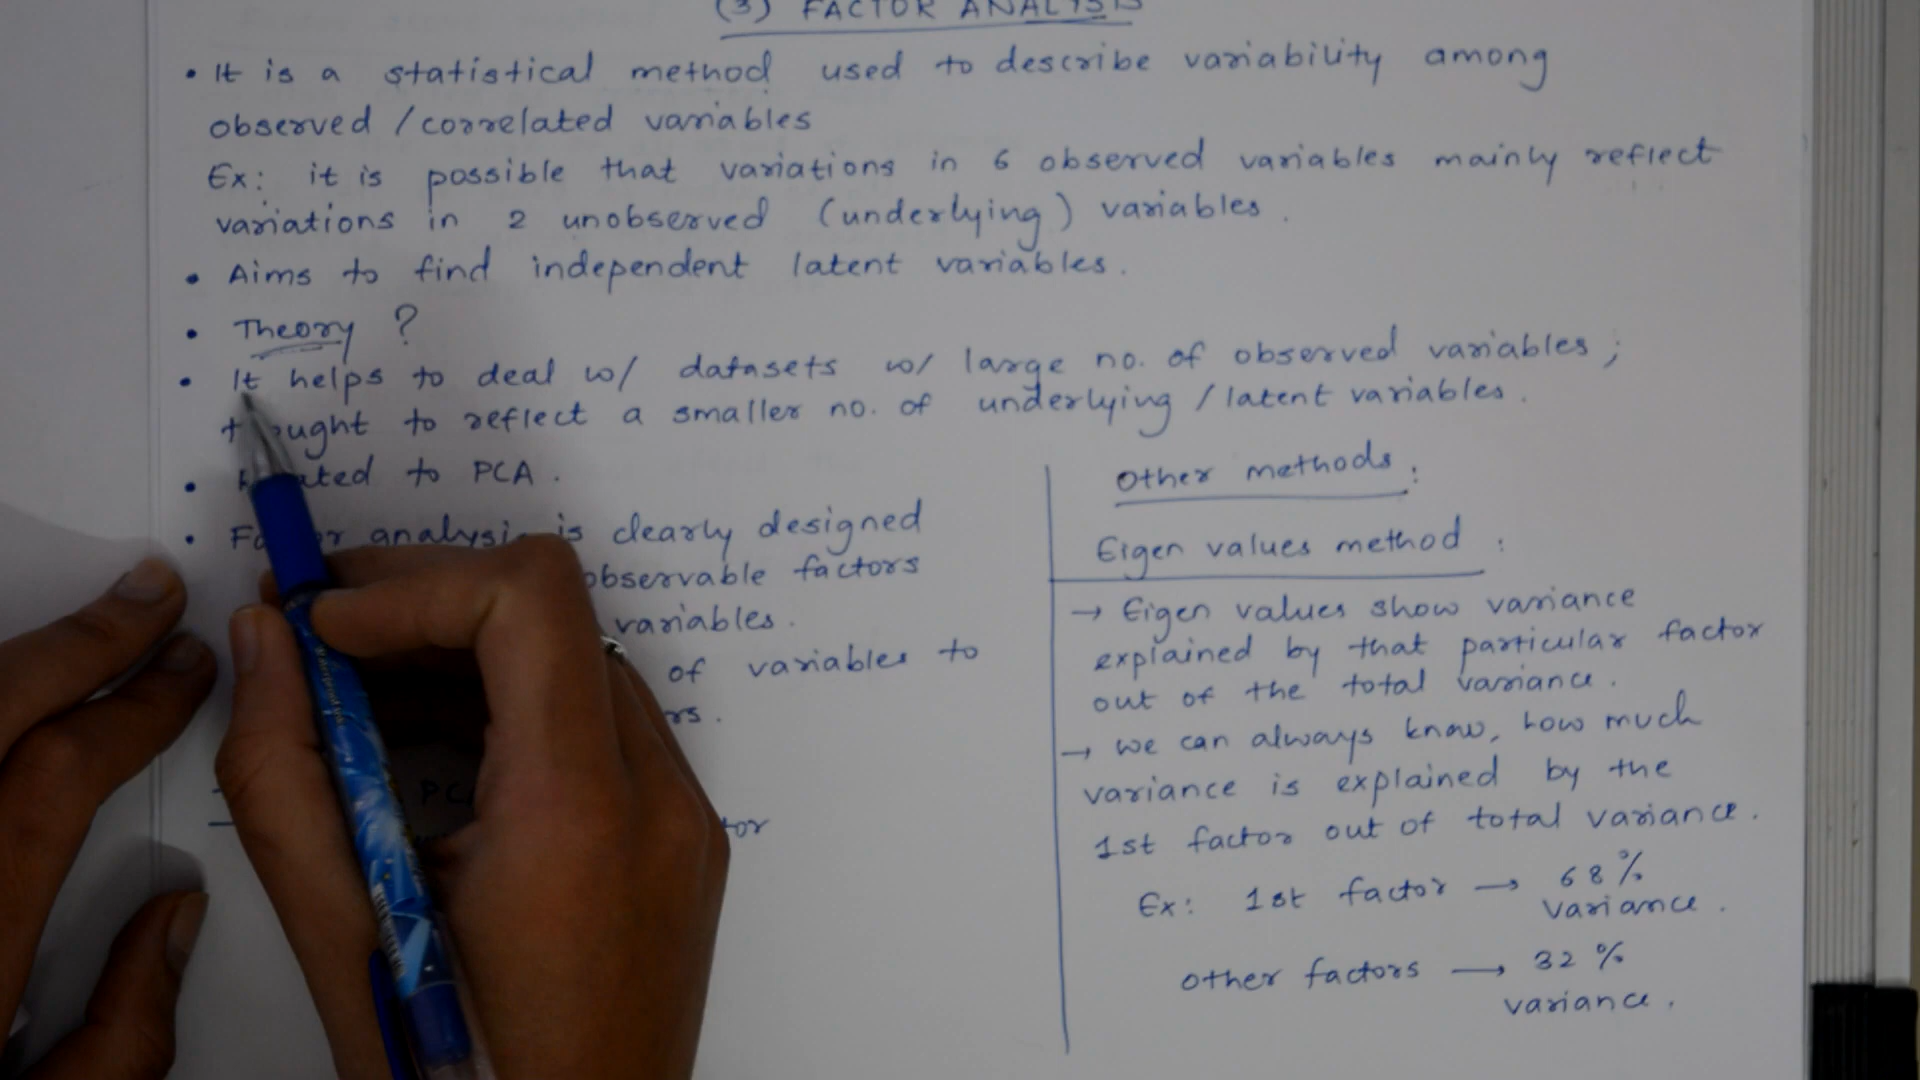 (3) FACTOR ANALYSIS
• It is a statistical method used to describe variability among
observed / correlated variables
Ex: it is possible that variations in 6 observed variables mainly reflect
variations in 2 unobserved (underlying) variables.
• Aims to find independent latent variables.
• Theory ?
• It helps to deal w/ datasets w/ large no. of observed variables ;
thought to reflect a smaller no. of underlying / latent variables.
• Related to PCA.
• Factor analysis is clearly designed
observable factors
variables.
of variables to
PCA
Other methods :
Eigen values method :
→ Eigen values show variance
explained by that particular factor
out of the total variance.
→ we can always know, how much
variance is explained by the
1st factor out of total variance.
Ex: 1st factor → 68%
variance.
other factors → 32 %
variance.